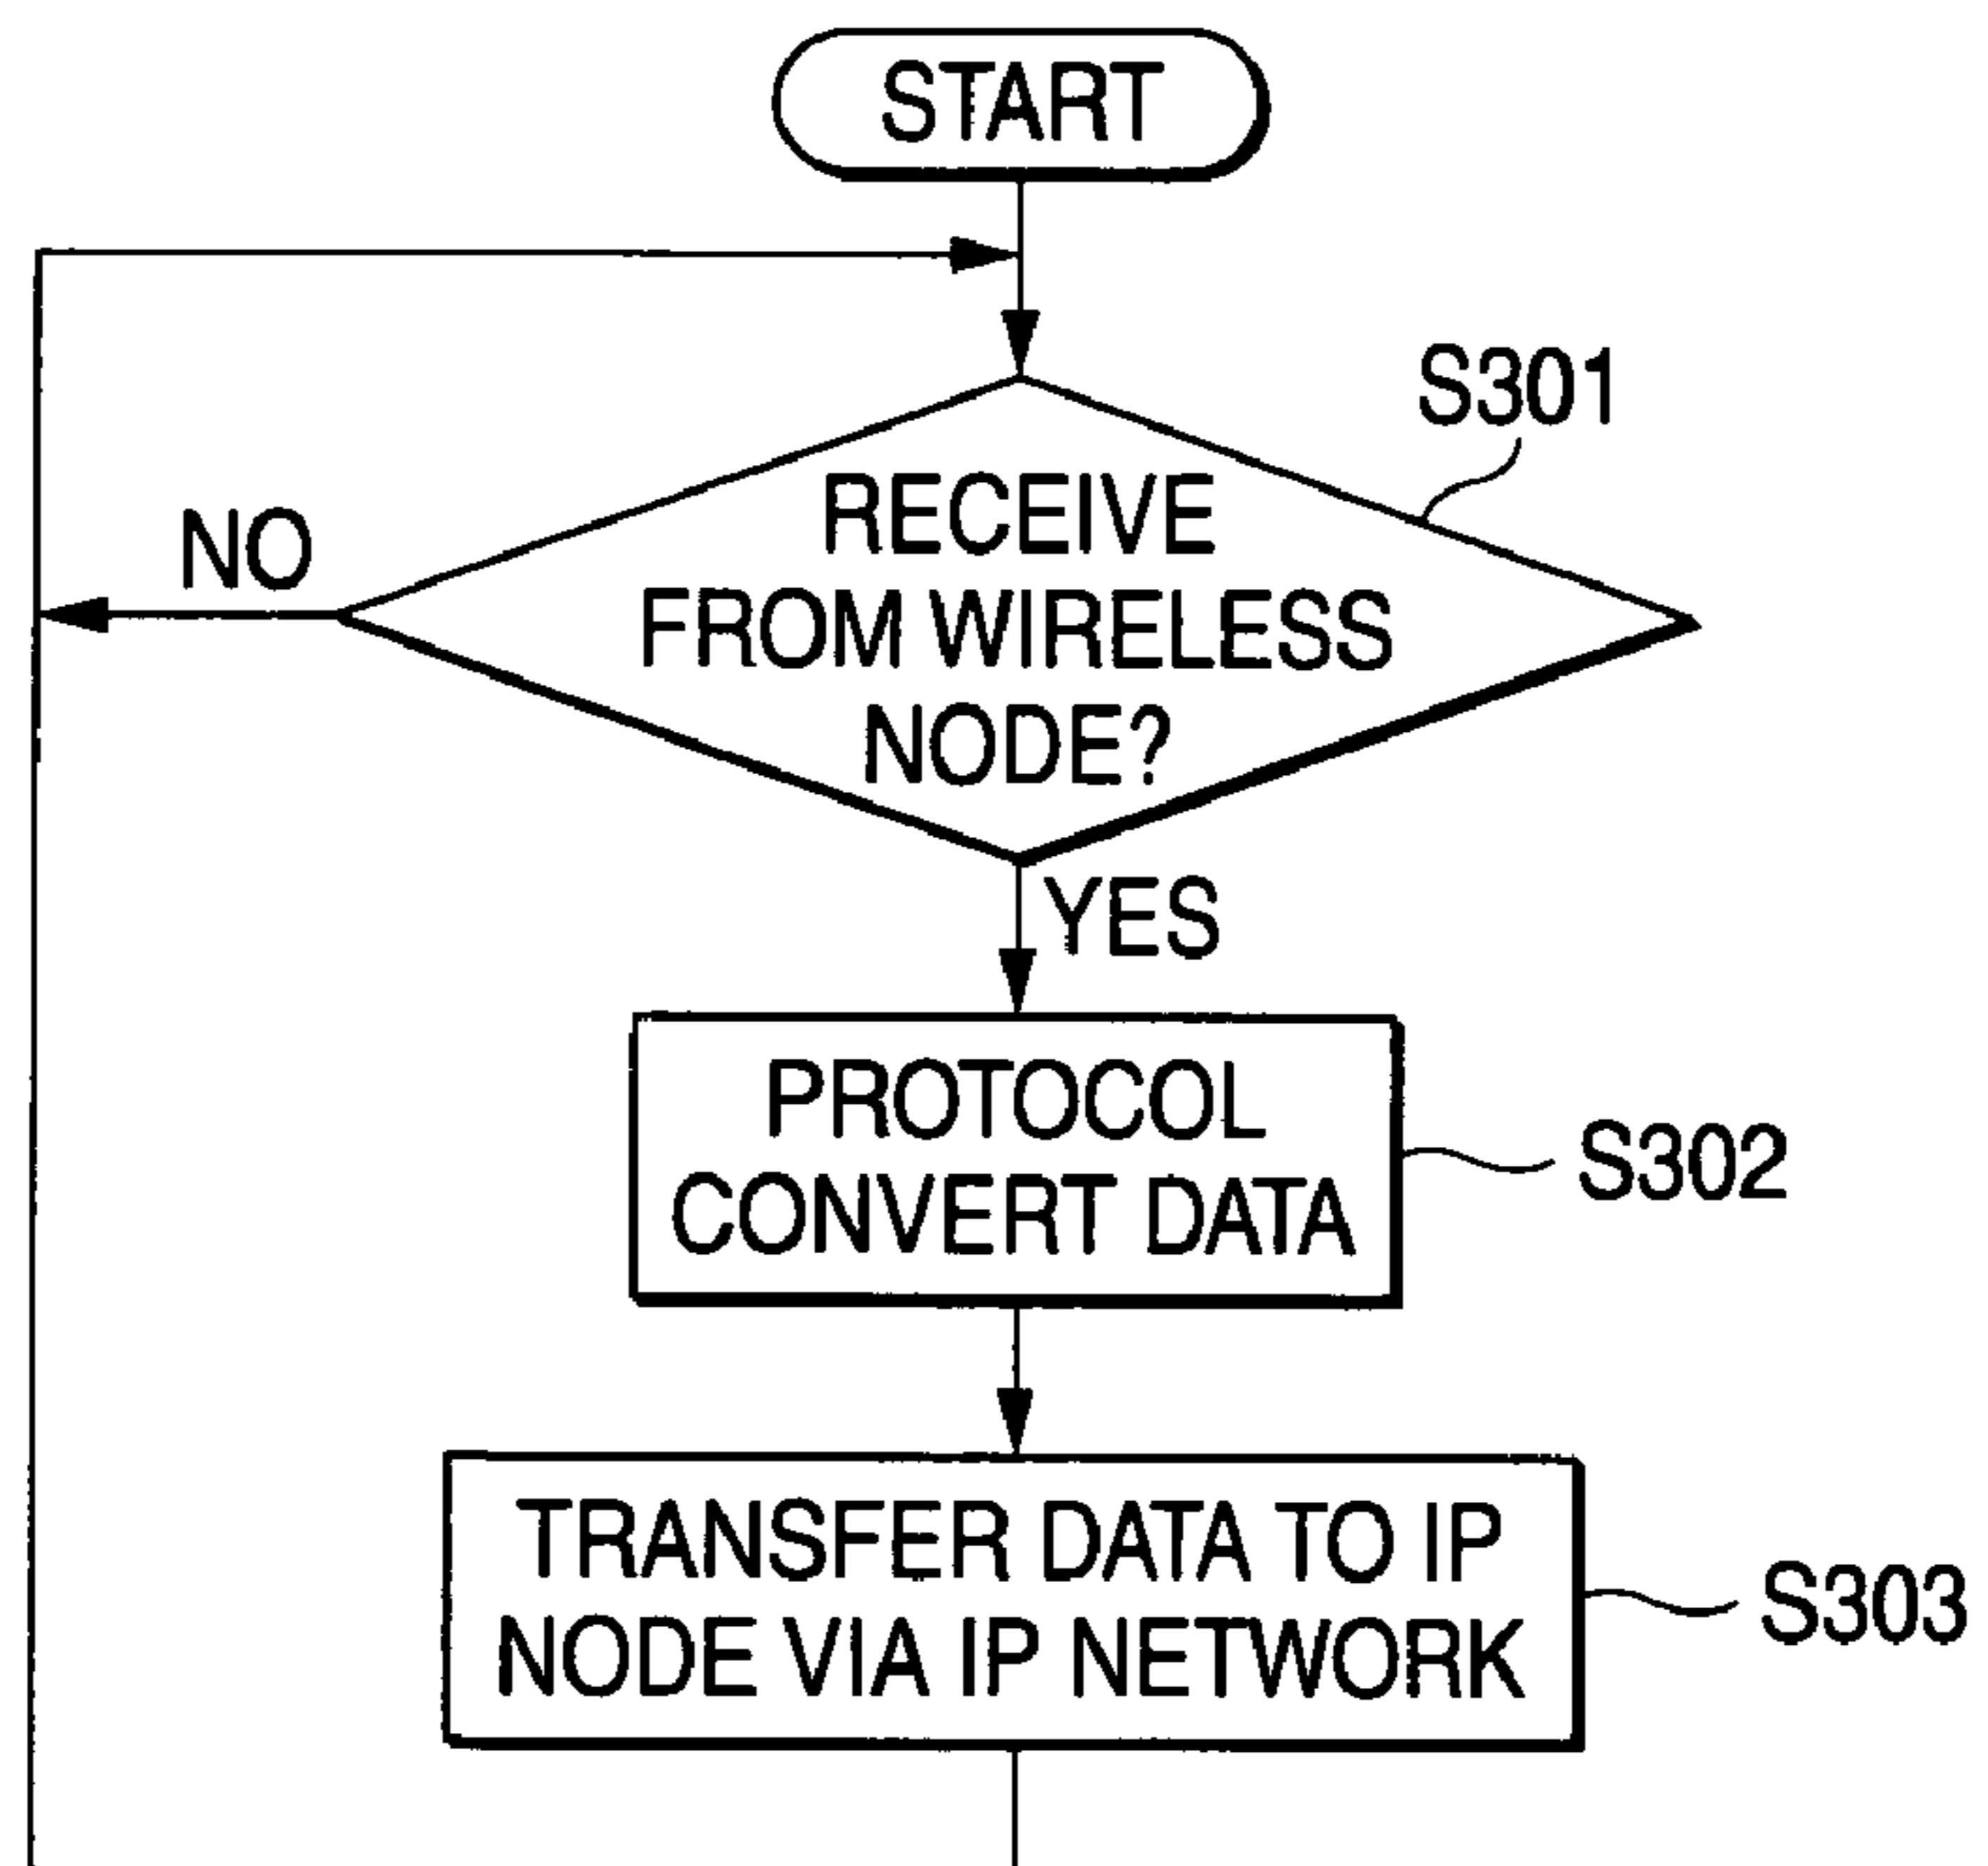 START
S301
RECEIVE
FROM WIRELESS
NODE?
NO
YES
PROTOCOL
CONVERT DATA
S302
TRANSFER DATA TO IP
NODE VIA IP NETWORK
S303